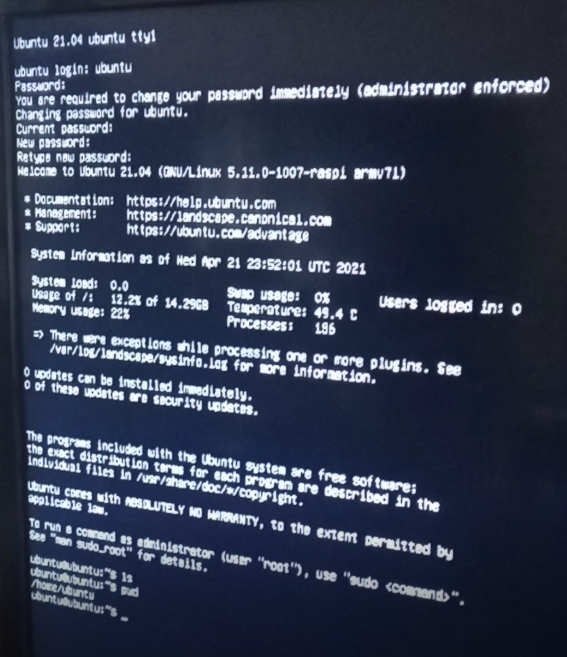 Ubuntu 21.04 ubuntu tty1
ubuntu login: ubuntu
Password:
You are required to change your password immediately (administrator enforced)
Changing password for ubuntu.
Current password:
New password:
Retype new password:
Welcome to Ubuntu 21.04 (GNU/Linux 5.11.0-1007-raspi armv7l)
* Documentation: https://help.ubuntu.com
* Management: https://landscape.canonical.com
* Support: https://ubuntu.com/advantage
System information as of Wed Apr 21 23:52:01 UTC 2021
System load: 0.0 Swap usage: 0% Users logged in: 0
Usage of /: 12.2% of 14.29GB Temperature: 49.4 C
Memory usage: 22% Processes: 136
=> There were exceptions while processing one or more plugins. See
/var/log/landscape/sysinfo.log for more information.
0 updates can be installed immediately.
0 of these updates are security updates.
The programs included with the Ubuntu system are free software;
the exact distribution terms for each program are described in the
individual files in /usr/share/doc/*/copyright.
Ubuntu comes with ABSOLUTELY NO WARRANTY, to the extent permitted by
applicable law.
To run a command as administrator (user "root"), use "sudo <command>".
See "man sudo_root" for details.
ubuntu@ubuntu:~$ ls
ubuntu@ubuntu:~$ pwd
/home/ubuntu
ubuntu@ubuntu:~$ _